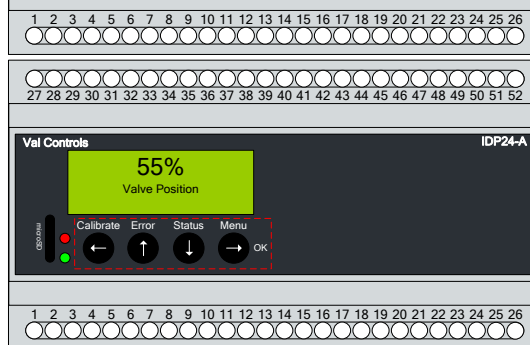 1 2 3 4 5 6 7 8 9 10 11 12 13 14 15 16 17 18 19 20 21 22 23 24 25 26
27 28 29 30 31 32 33 34 35 36 37 38 39 40 41 42 43 44 45 46 47 48 49 50 51 52
Val Controls IDP24-A
55%
Valve Position
microSD
Calibrate Error Status Menu
← ↑ ↓ → OK
1 2 3 4 5 6 7 8 9 10 11 12 13 14 15 16 17 18 19 20 21 22 23 24 25 26